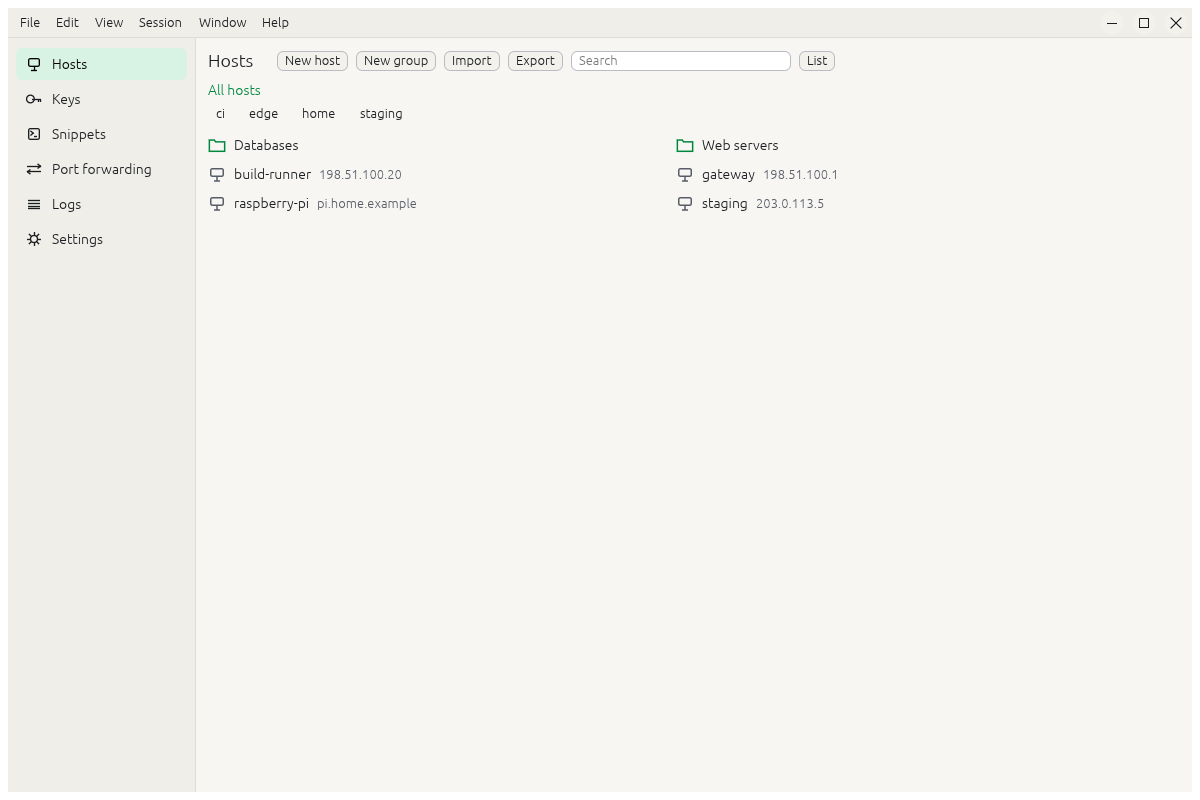 File Edit View Session Window Help
Hosts
Keys
Snippets
Port forwarding
Logs
Settings
Hosts New host New group Import Export Search List
All hosts
ci edge home staging
Databases Web servers
build-runner 198.51.100.20 gateway 198.51.100.1
raspberry-pi pi.home.example staging 203.0.113.5